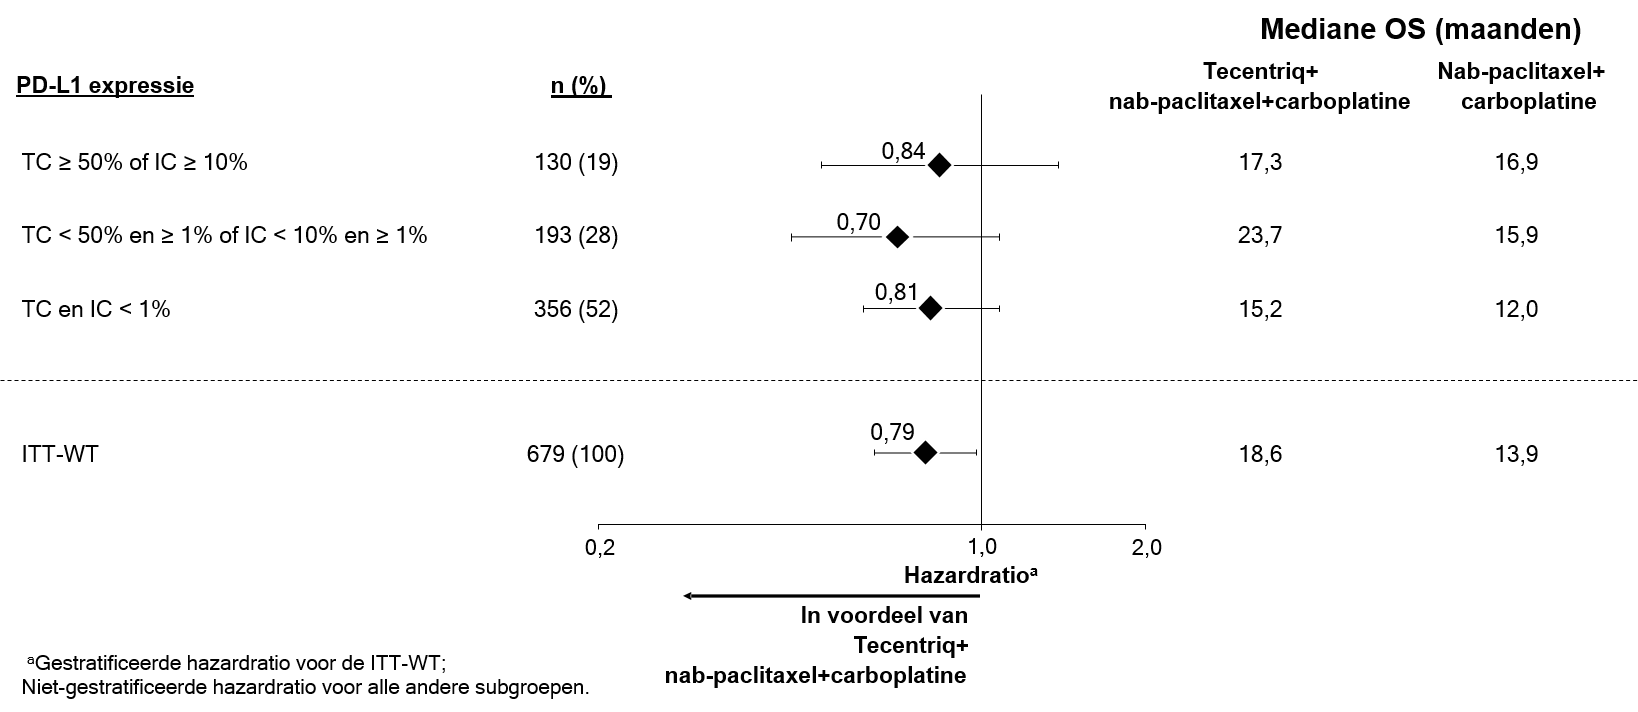 Mediane OS (maanden)
PD-L1 expressie n (%) Tecentriq+ Nab-paclitaxel+
nab-paclitaxel+carboplatine carboplatine
TC ≥ 50% of IC ≥ 10% 130 (19) 0,84 17,3 16,9
TC < 50% en ≥ 1% of IC < 10% en ≥ 1% 193 (28) 0,70 23,7 15,9
TC en IC < 1% 356 (52) 0,81 15,2 12,0
ITT-WT 679 (100) 0,79 18,6 13,9
0,2 1,0 2,0
Hazardratioᵃ
In voordeel van
Tecentriq+
nab-paclitaxel+carboplatine
ᵃGestratificeerde hazardratio voor de ITT-WT;
Niet-gestratificeerde hazardratio voor alle andere subgroepen.